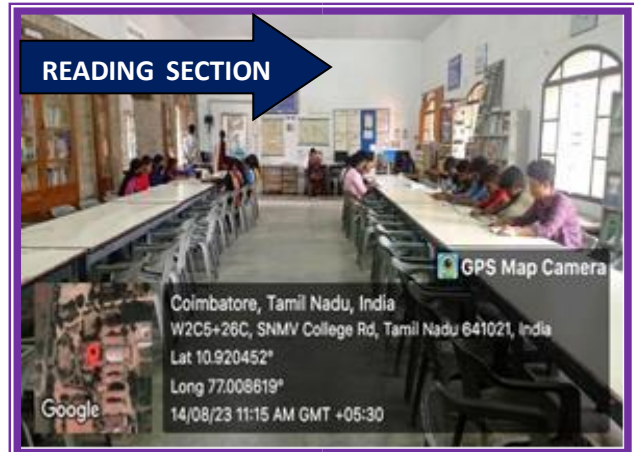 READING SECTION
GPS Map Camera
Coimbatore, Tamil Nadu, India
W2C5+26C, SNMV College Rd, Tamil Nadu 641021, India
Lat 10.920452°
Long 77.008619°
14/08/23 11:15 AM GMT +05:30
Google